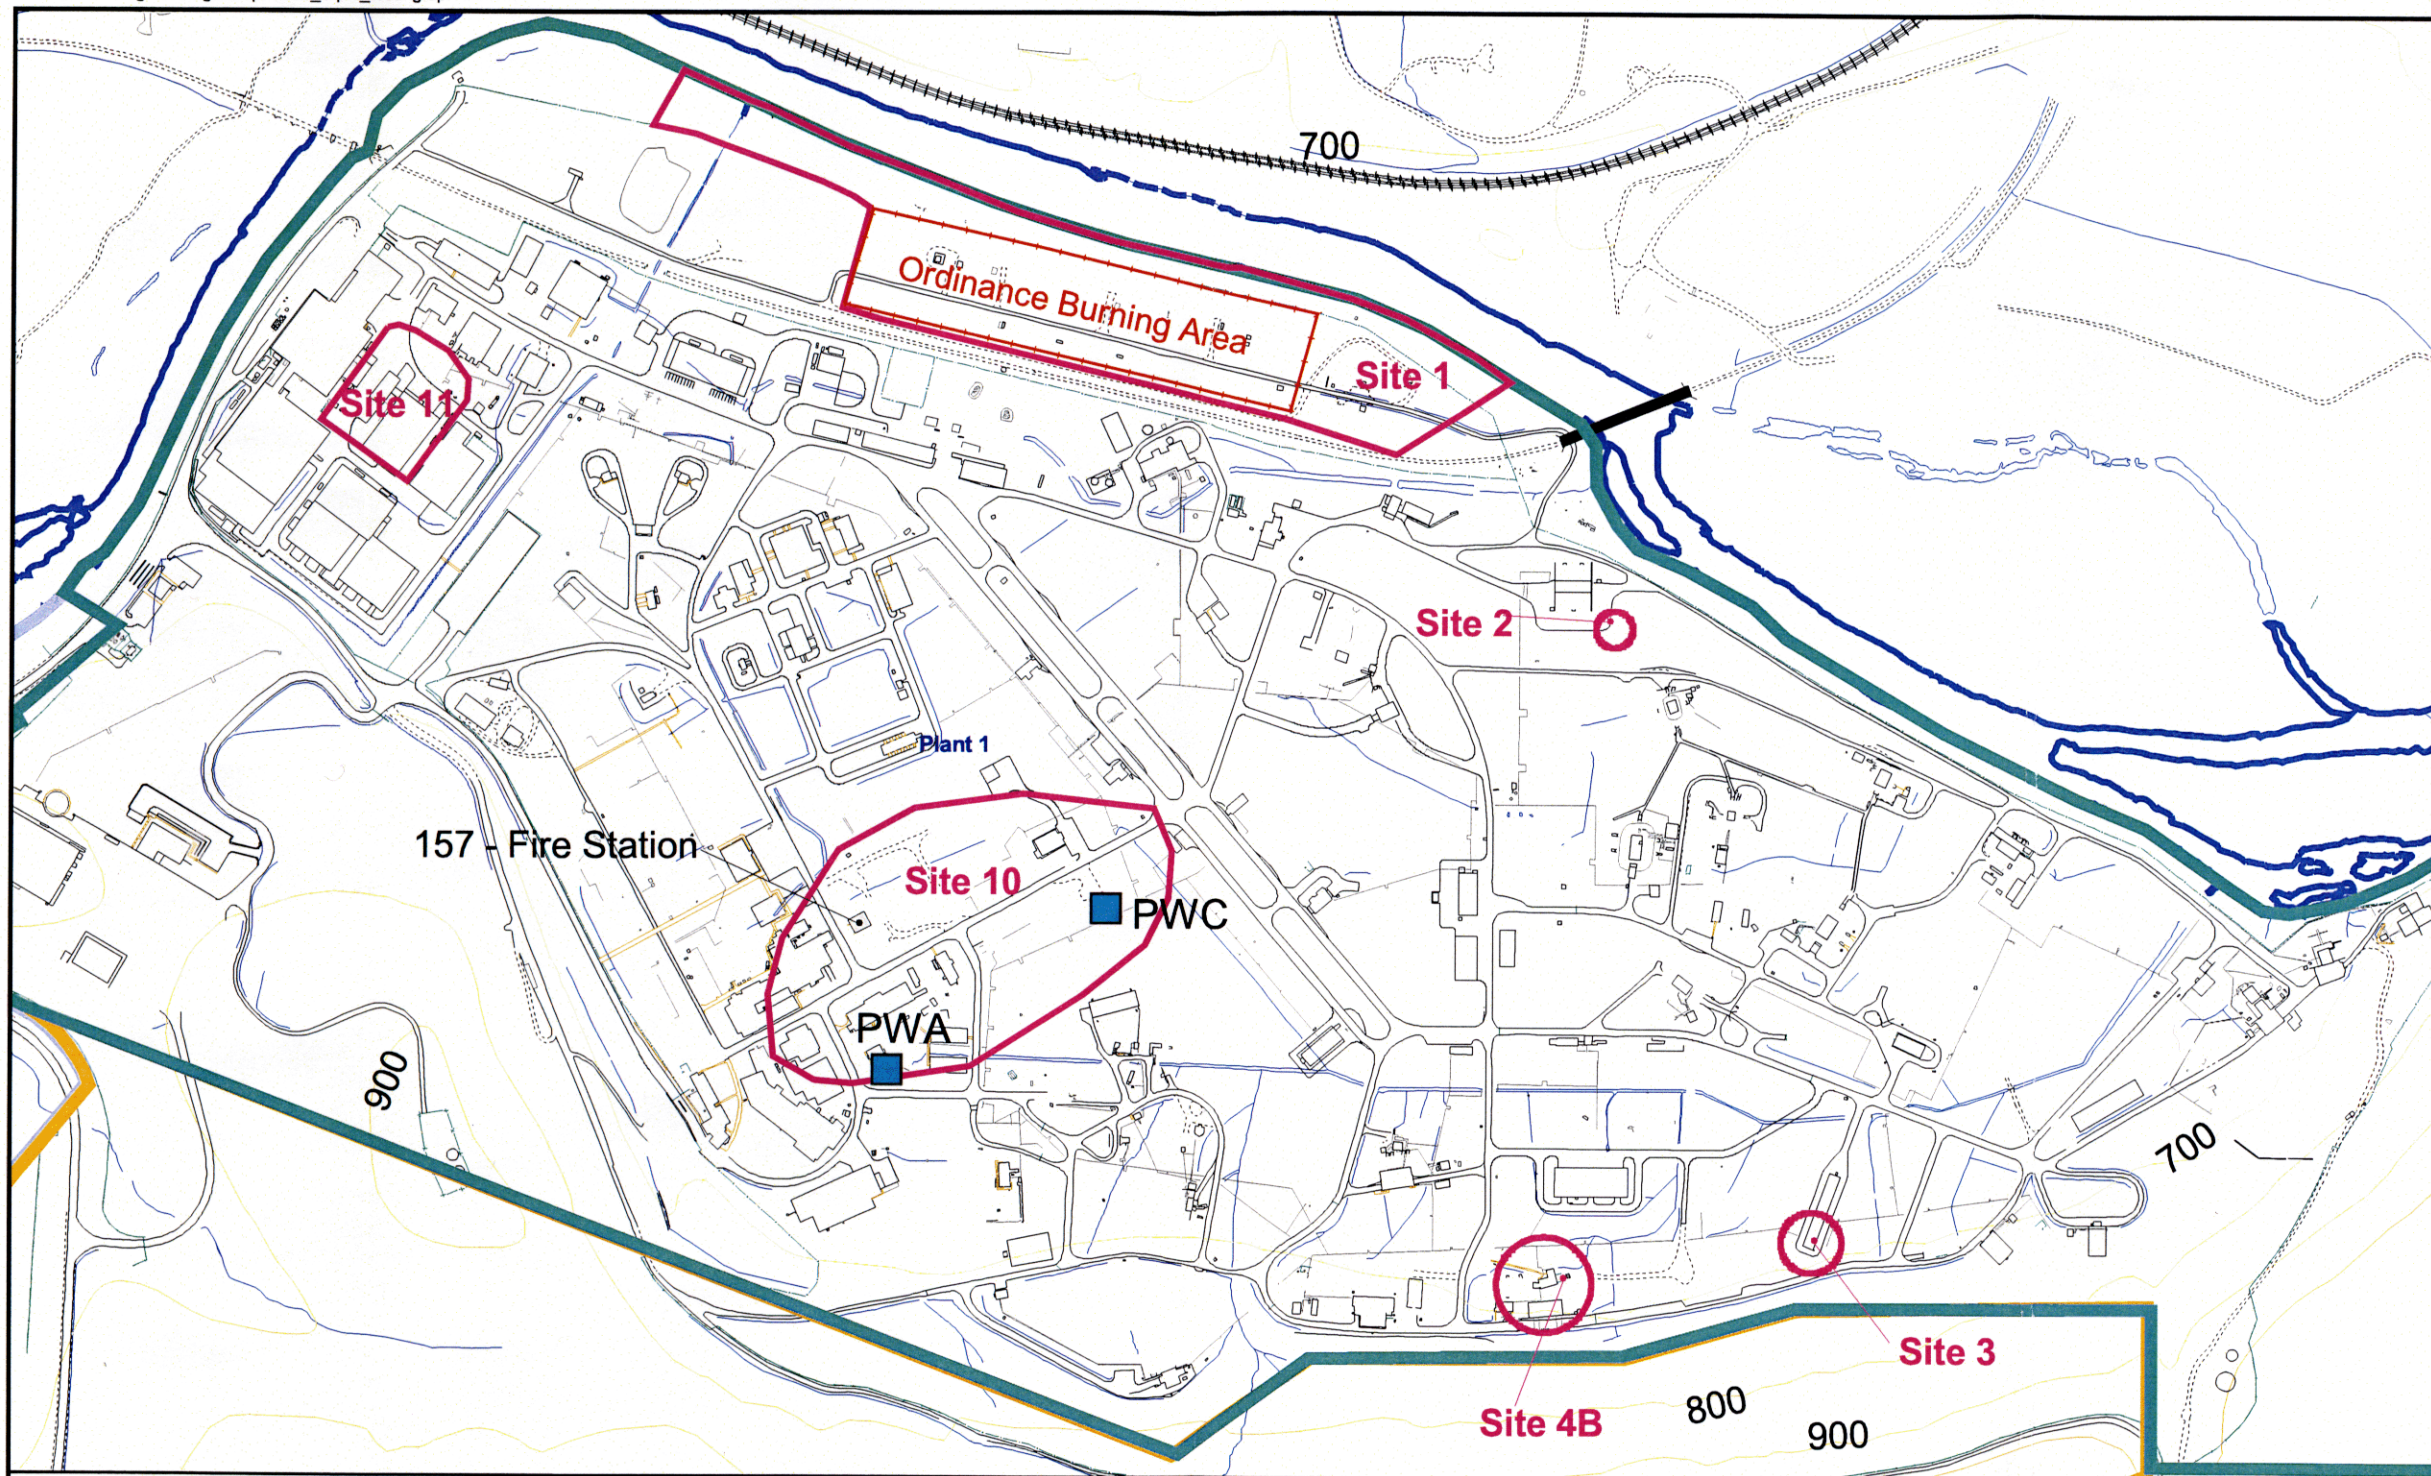 700
Ordinance Burning Area
Site 1
Site 11
Site 2
Plant 1
157 - Fire Station
Site 10
PWC
PWA
900
700
Site 3
800
Site 4B
900